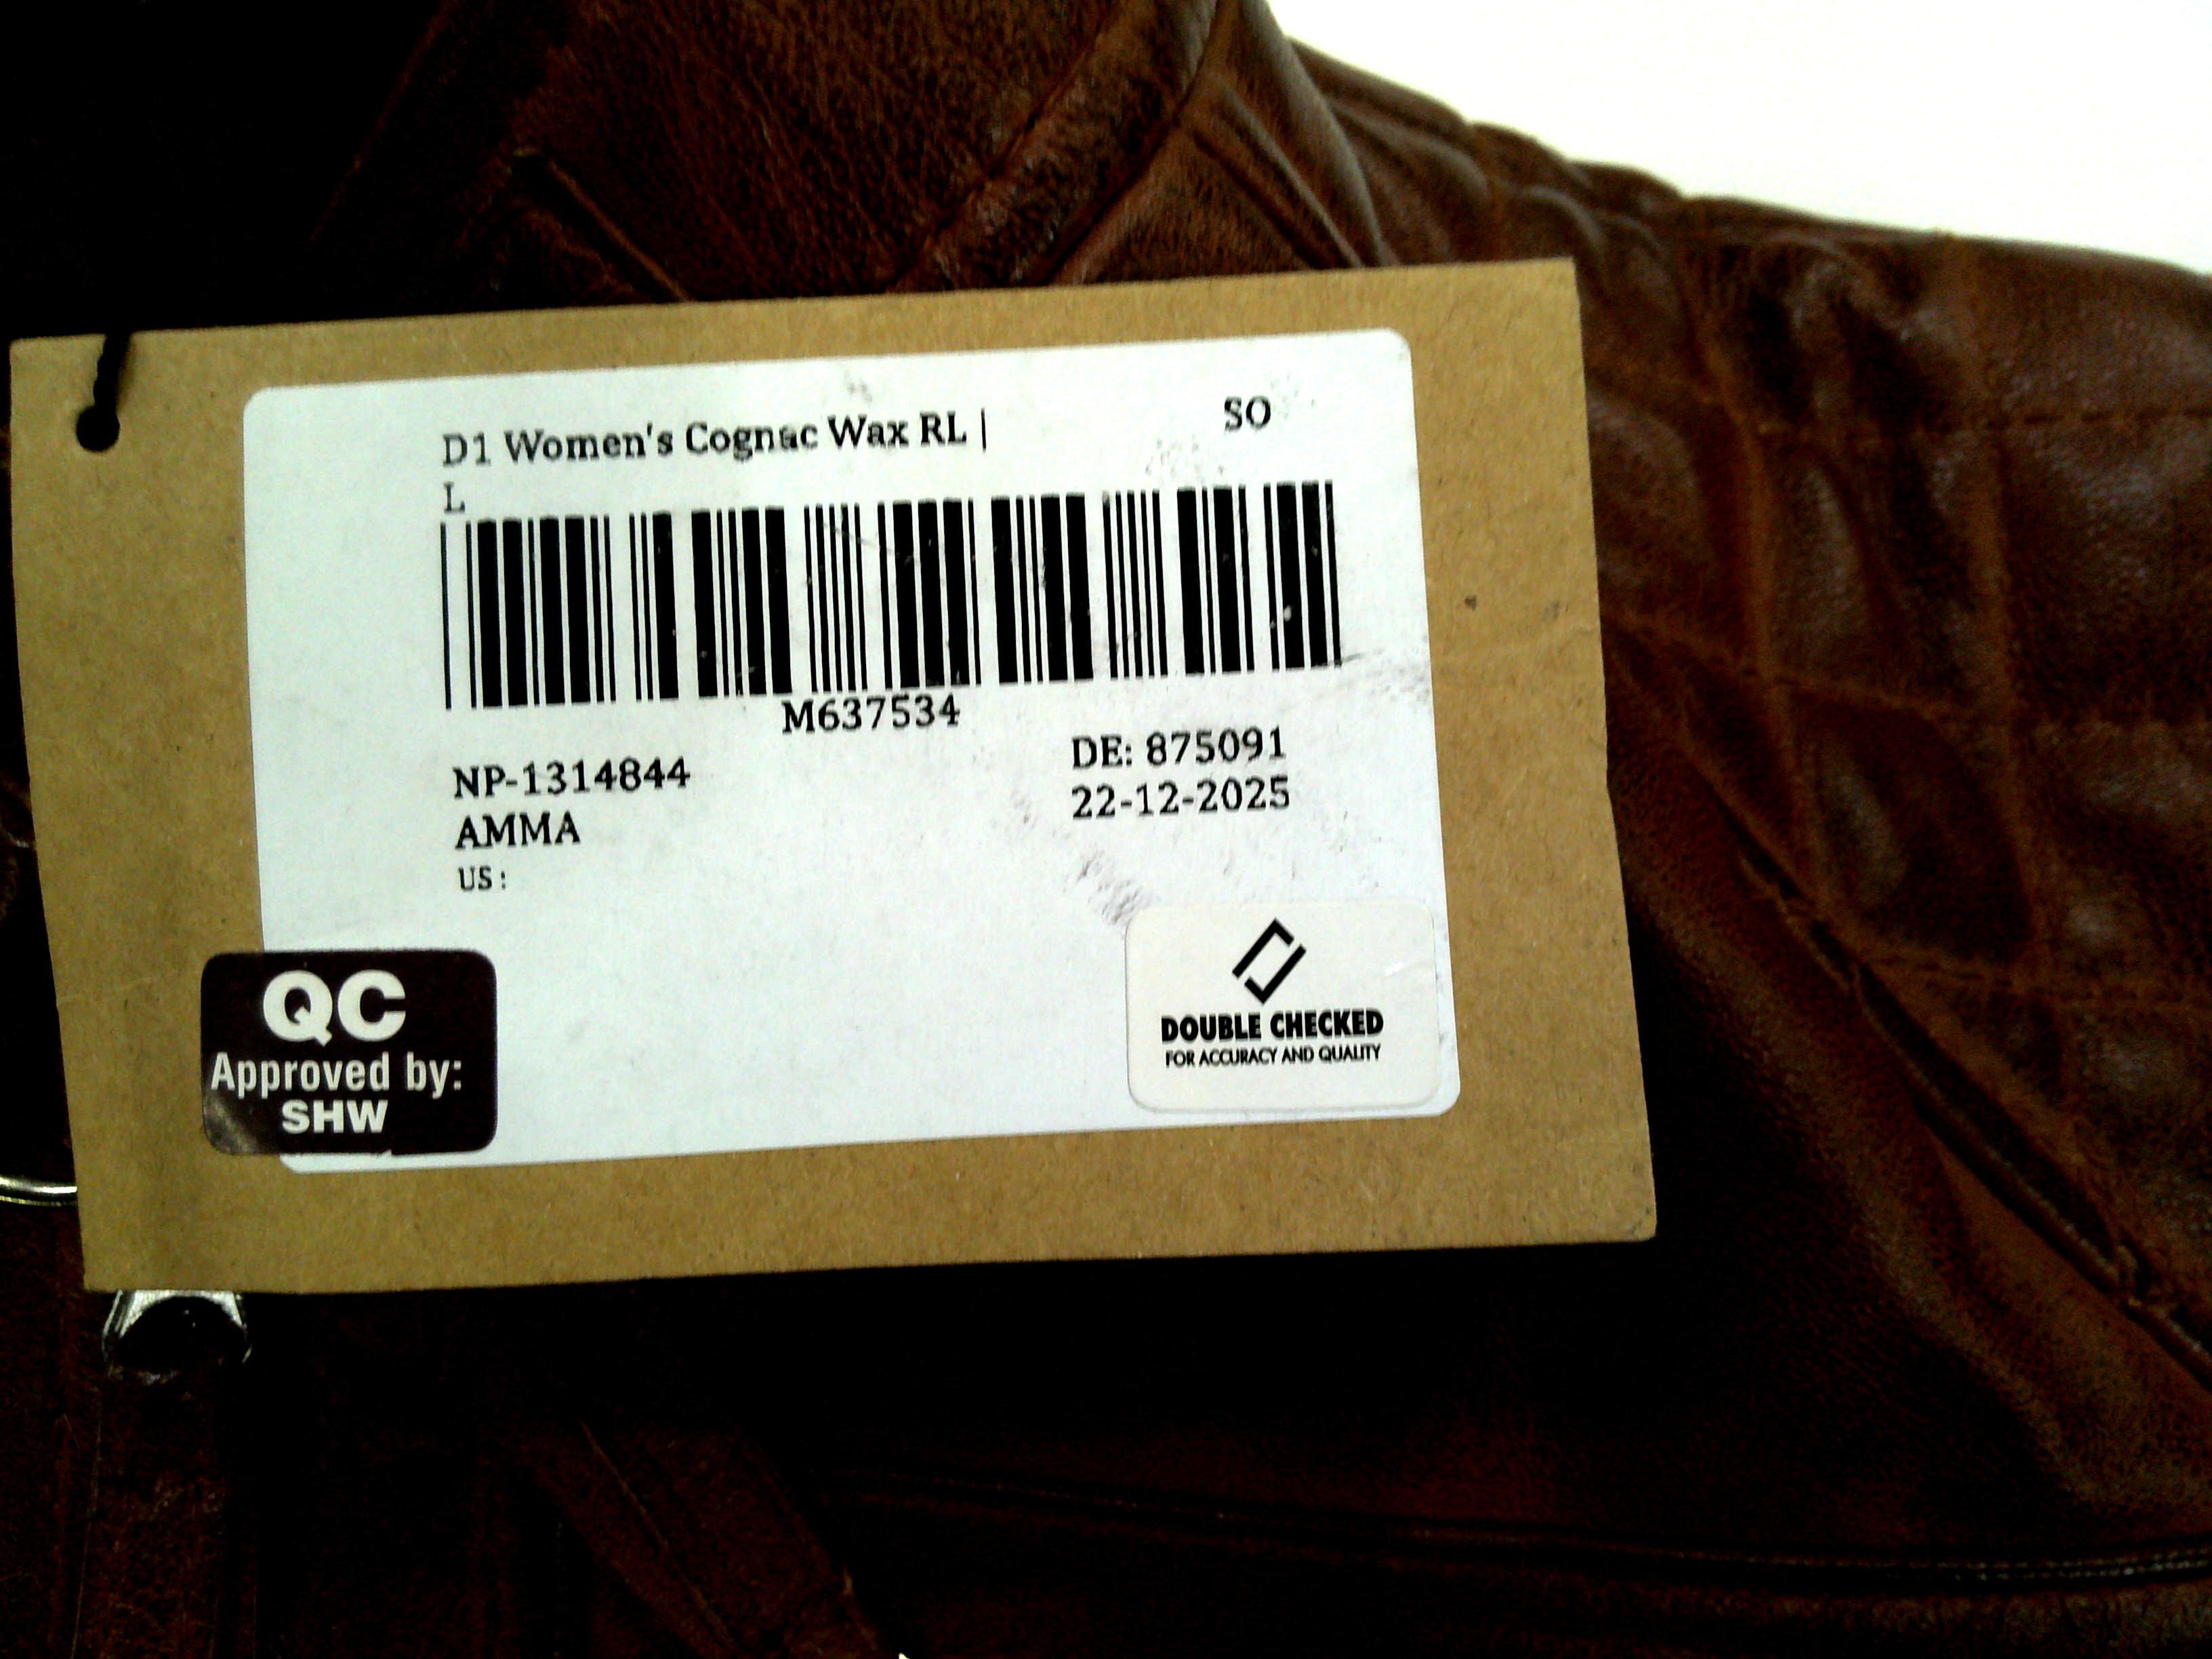 D1 Women's Cognac Wax RL | SO
L
M637534
NP-1314844 DE: 875091
AMMA 22-12-2025
US :
QC
Approved by:
SHW
DOUBLE CHECKED
FOR ACCURACY AND QUALITY